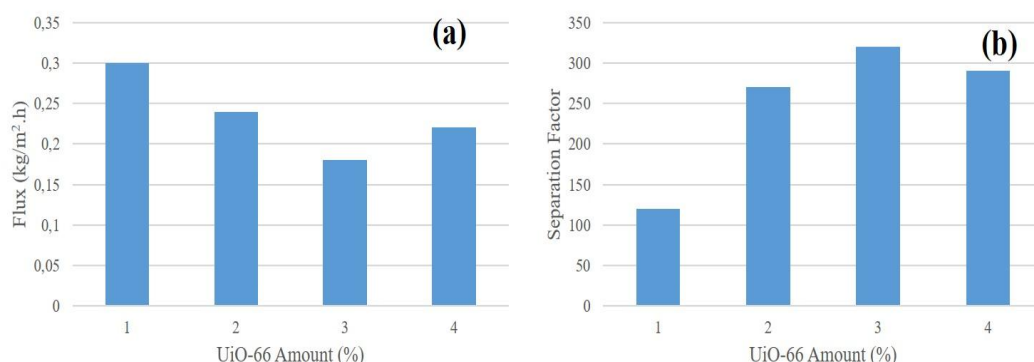 (a)
Flux (kg/m².h)
0,35
0,3
0,25
0,2
0,15
0,1
0,05
0
1 2 3 4
UiO-66 Amount (%)
(b)
Separation Factor
350
300
250
200
150
100
50
0
1 2 3 4
UiO-66 Amount (%)